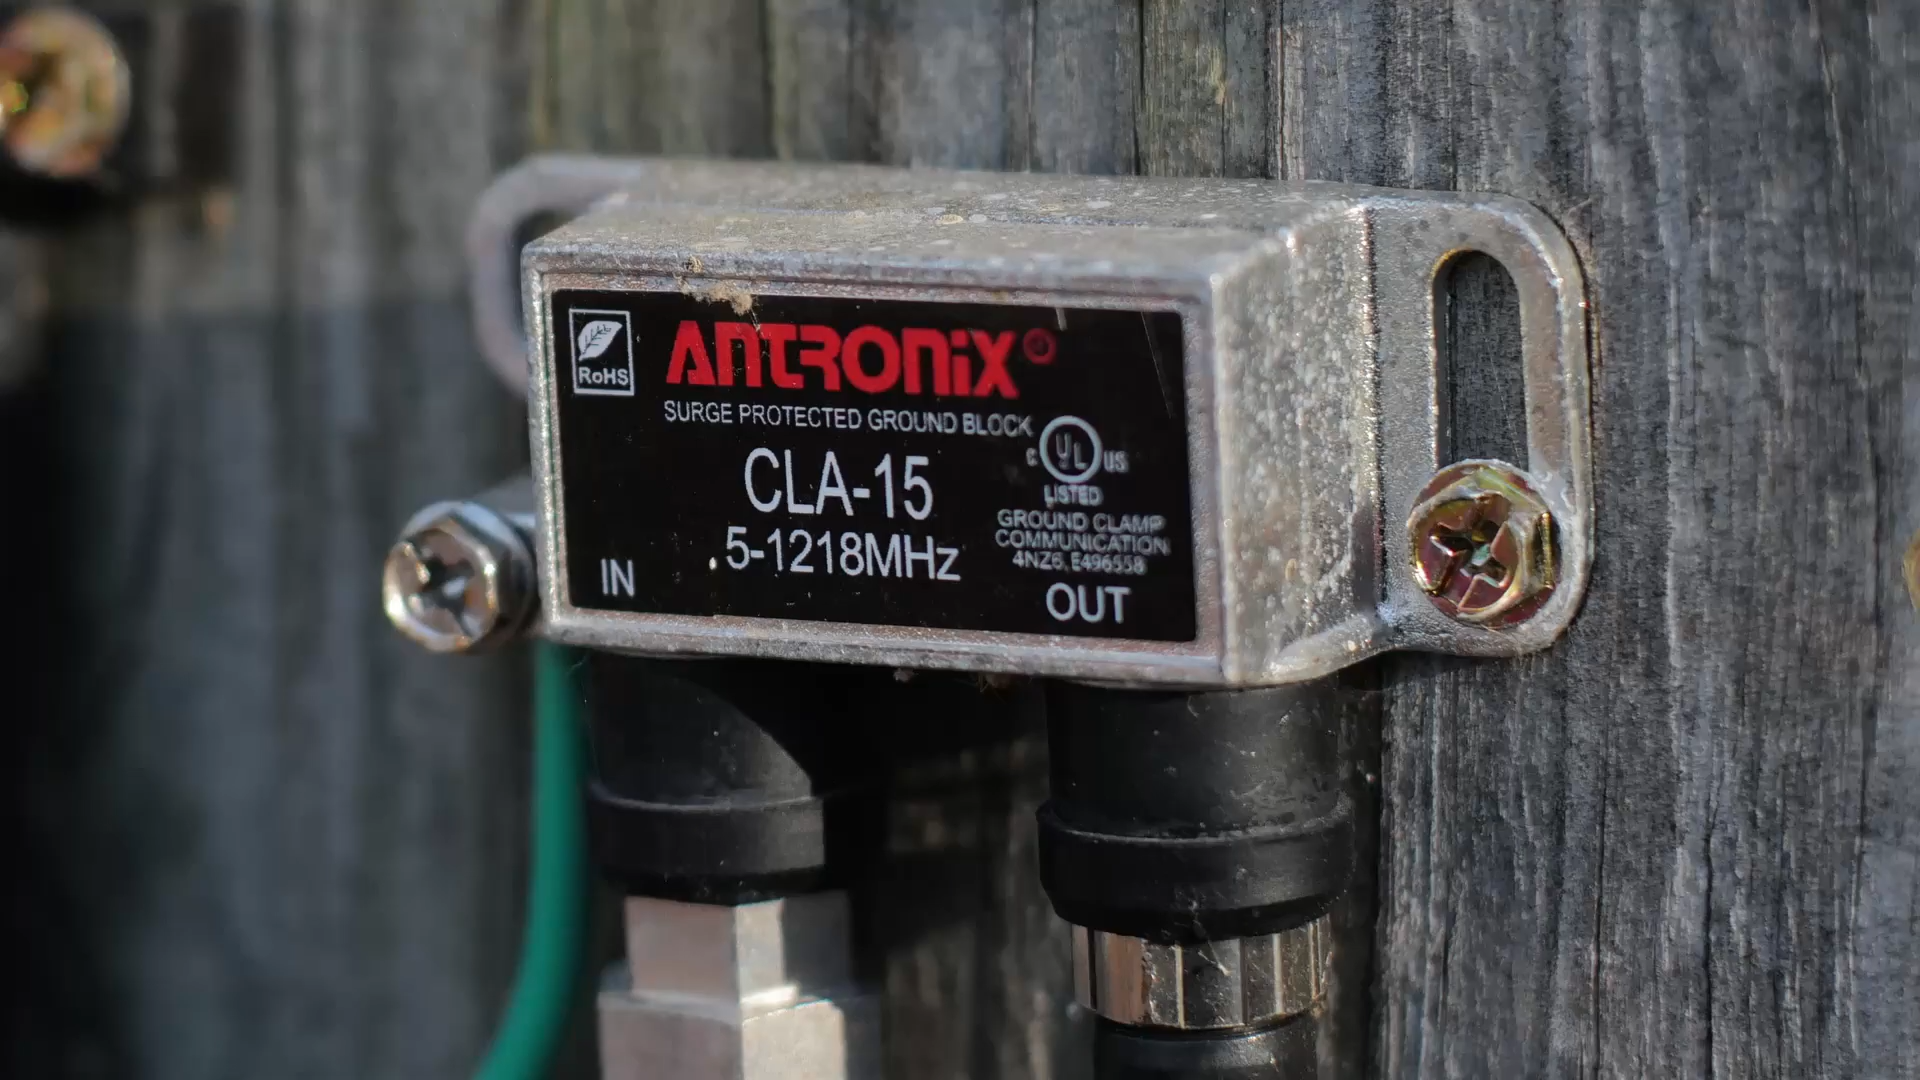 RoHS
ANTRONiX®
SURGE PROTECTED GROUND BLOCK
CLA-15
.5-1218MHz
c UL us
LISTED
GROUND CLAMP
COMMUNICATION
4NZ6, E496558
IN
OUT